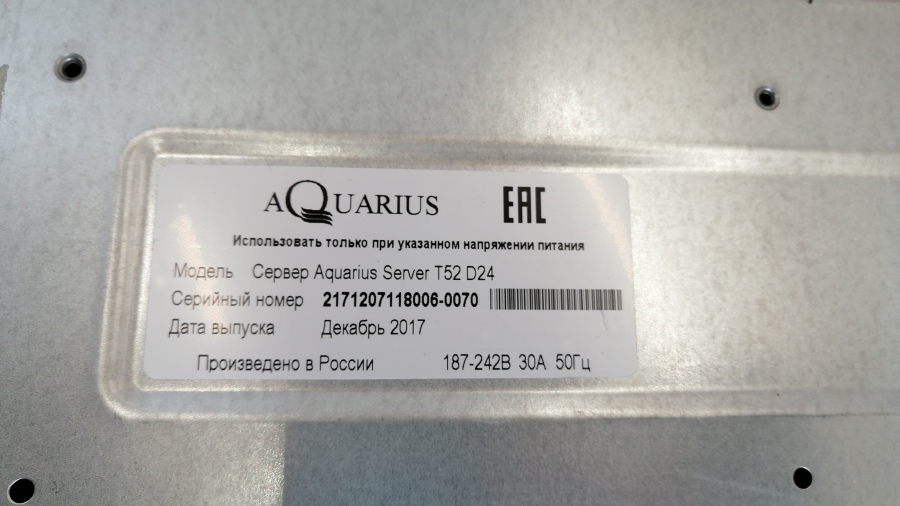 AQUARIUS EAC
Использовать только при указанном напряжении питания
Модель Сервер Aquarius Server T52 D24
Серийный номер 2171207118006-0070
Дата выпуска Декабрь 2017
Произведено в России 187-242В 30А 50Гц